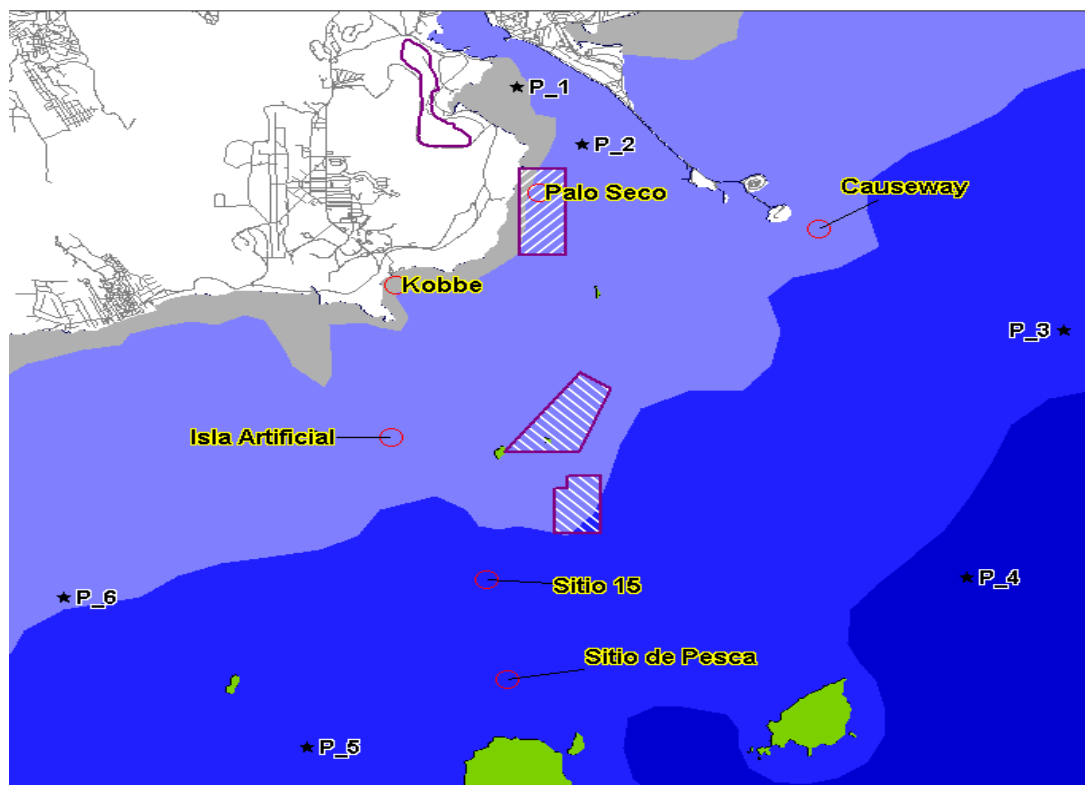 P_1
P_2
Palo Seco
Causeway
Kobbe
P_3
Isla Artificial
Sitio 15
P_4
P_6
Sitio de Pesca
P_5